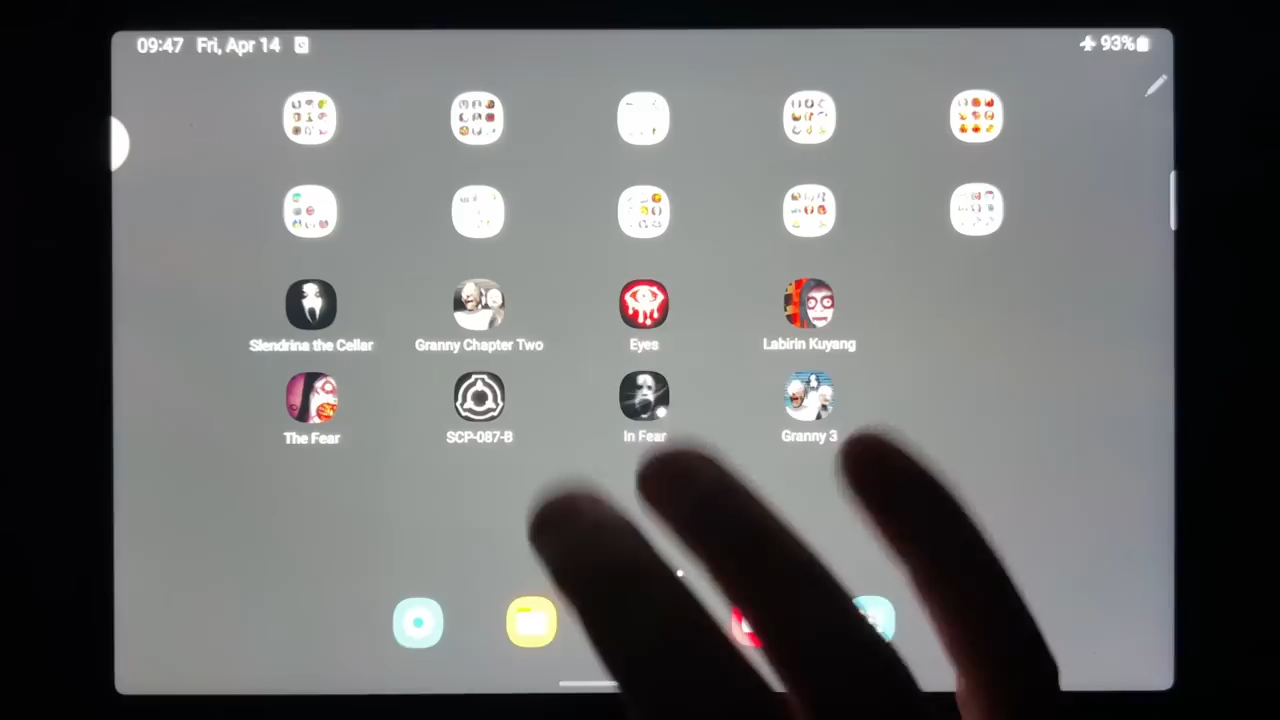 09:47 Fri, Apr 14
93%
Slendrina the Cellar
Granny Chapter Two
Eyes
Labirin Kuyang
The Fear
SCP-087-B
In Fear
Granny 3